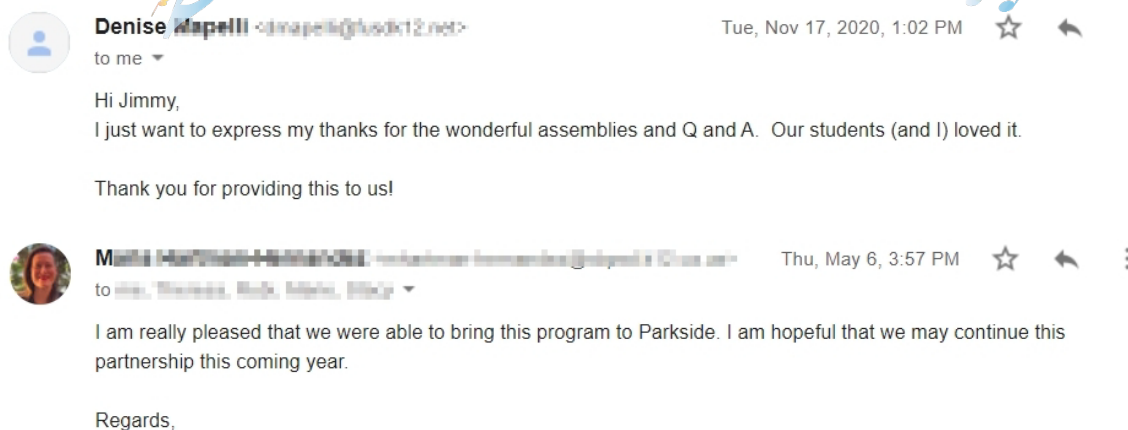 Denise
Tue, Nov 17, 2020, 1:02 PM
to me
Hi Jimmy,
I just want to express my thanks for the wonderful assemblies and Q and A. Our students (and I) loved it.
Thank you for providing this to us!
Thu, May 6, 3:57 PM
to
I am really pleased that we were able to bring this program to Parkside. I am hopeful that we may continue this
partnership this coming year.
Regards,